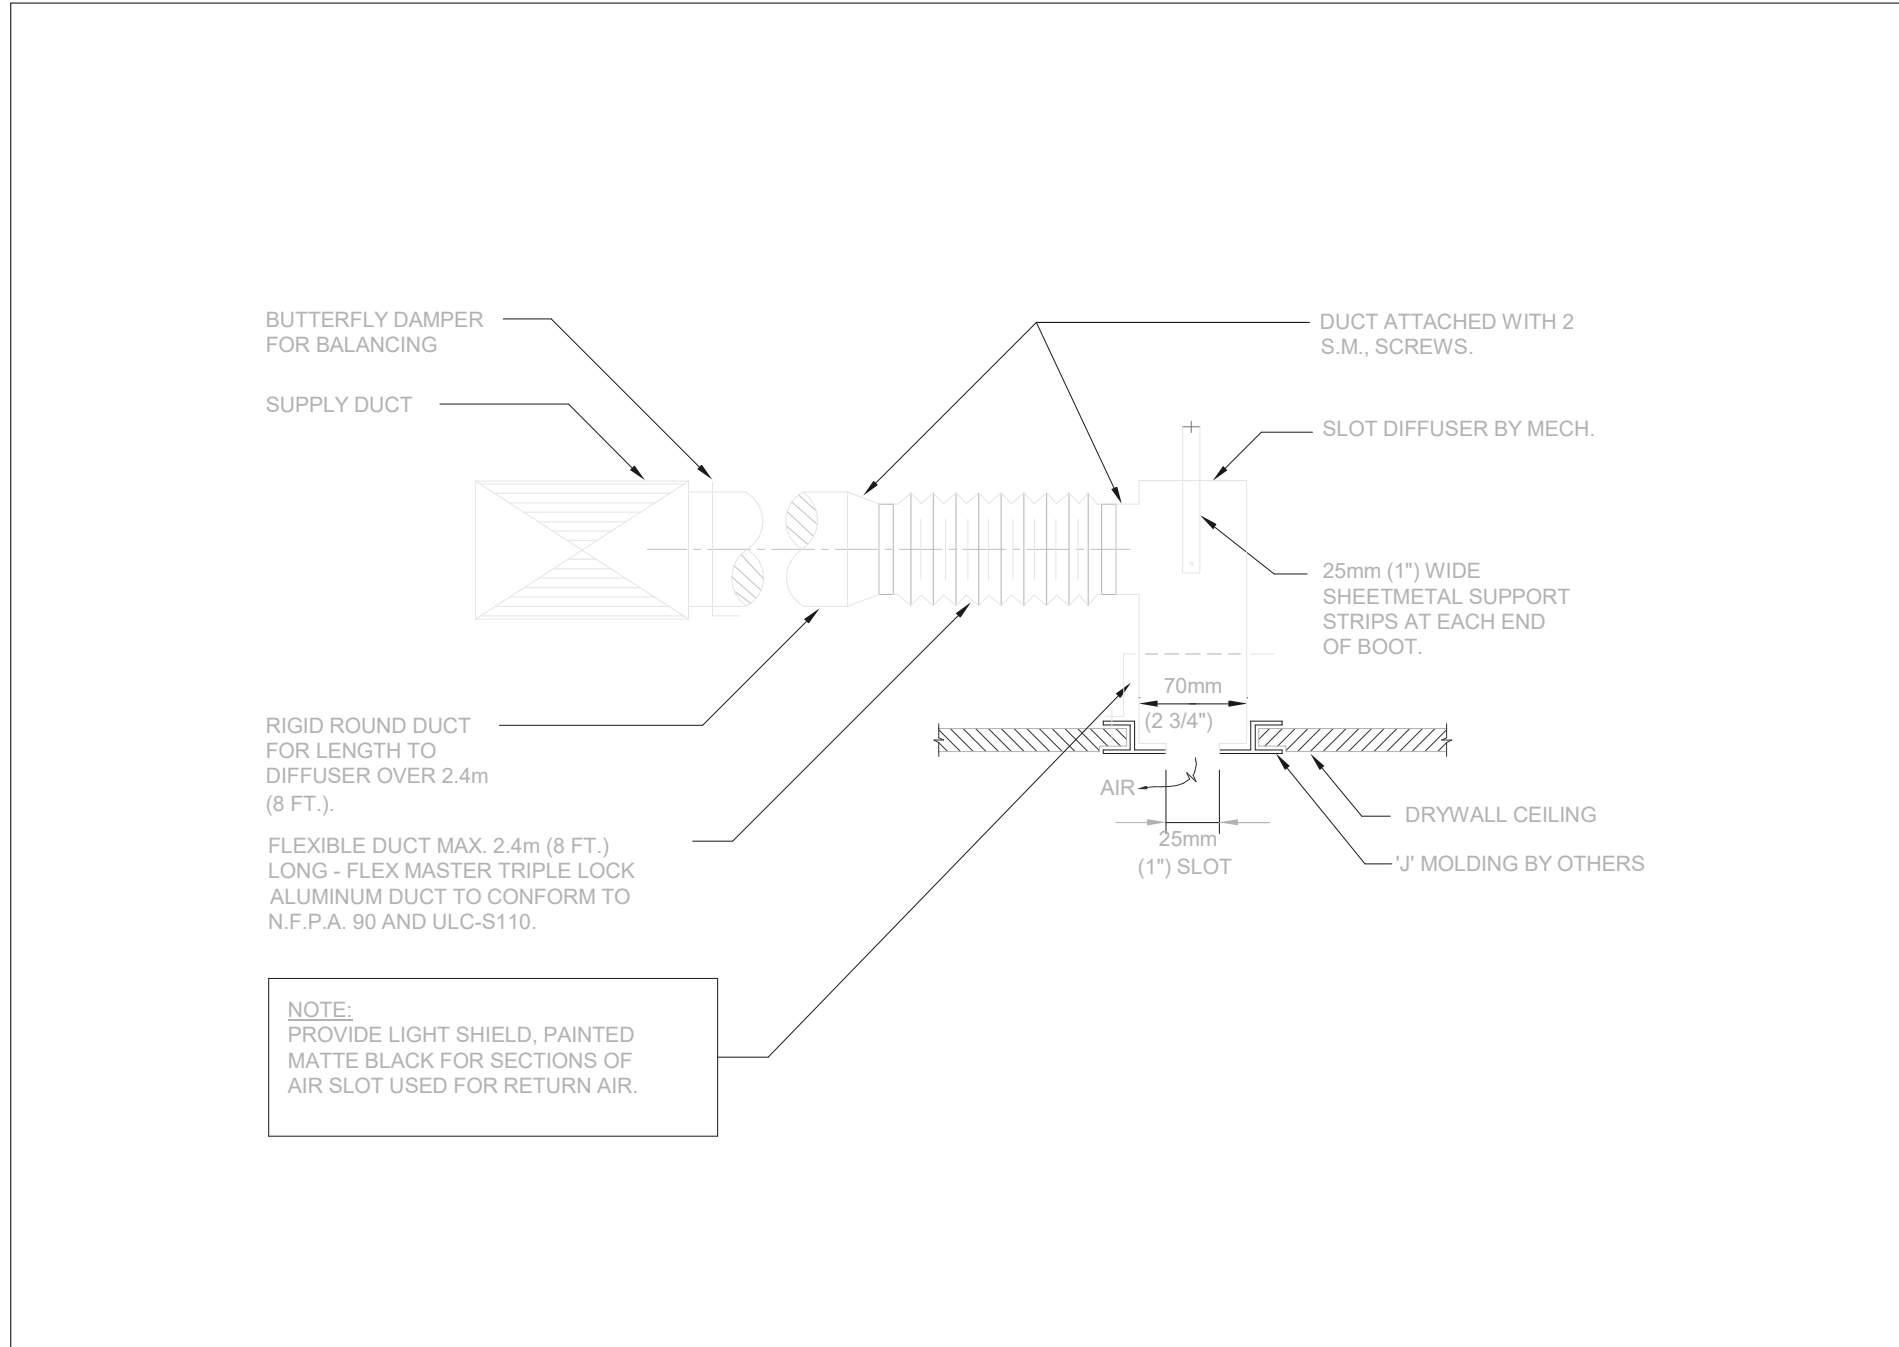 BUTTERFLY DAMPER
FOR BALANCING
SUPPLY DUCT
DUCT ATTACHED WITH 2
S.M., SCREWS.
SLOT DIFFUSER BY MECH.
25mm (1") WIDE
SHEETMETAL SUPPORT
STRIPS AT EACH END
OF BOOT.
70mm
(2 3/4")
RIGID ROUND DUCT
FOR LENGTH TO
DIFFUSER OVER 2.4m
(8 FT.).
AIR
25mm
(1") SLOT
DRYWALL CEILING
'J' MOLDING BY OTHERS
FLEXIBLE DUCT MAX. 2.4m (8 FT.)
LONG - FLEX MASTER TRIPLE LOCK
ALUMINUM DUCT TO CONFORM TO
N.F.P.A. 90 AND ULC-S110.
NOTE:
PROVIDE LIGHT SHIELD, PAINTED
MATTE BLACK FOR SECTIONS OF
AIR SLOT USED FOR RETURN AIR.